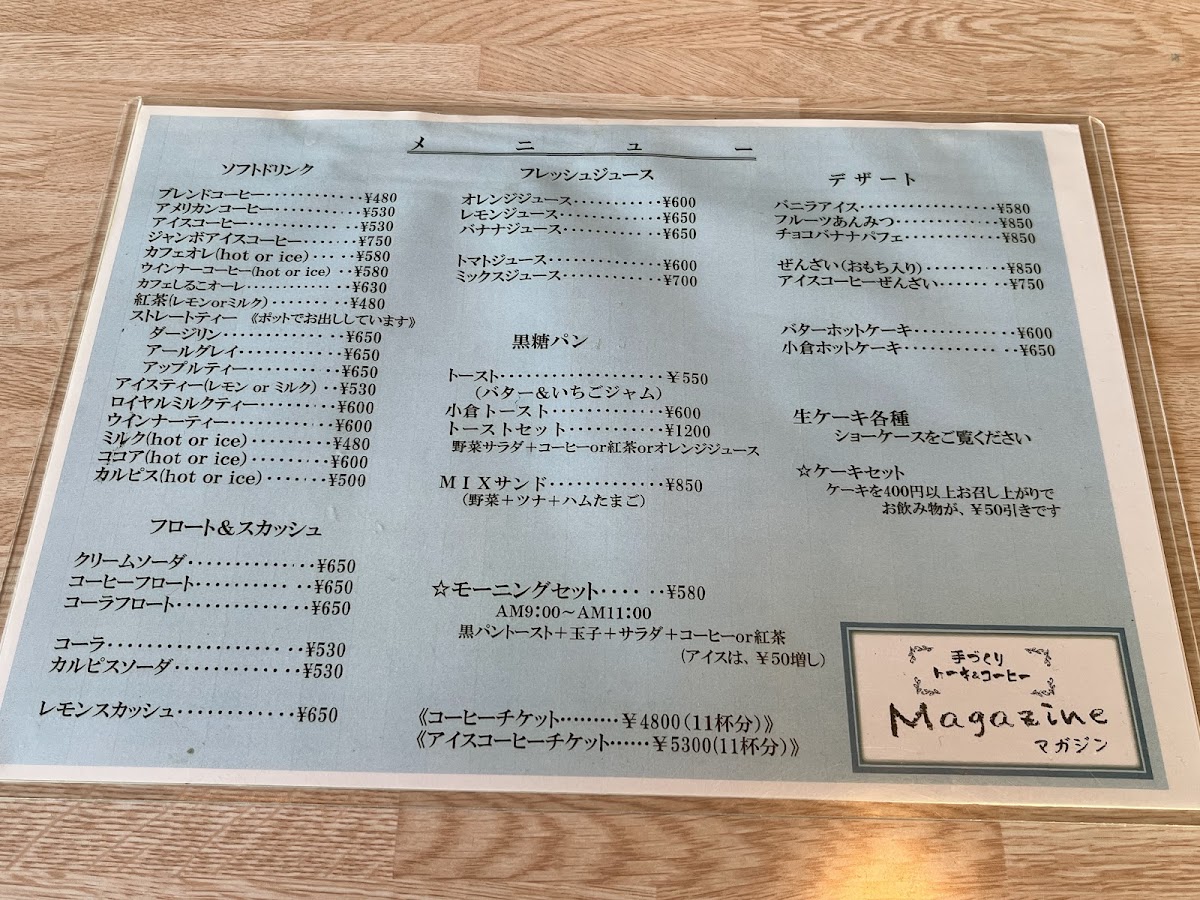 メニュー
ソフトドリンク
ブレンドコーヒー・・・・・・・・・・¥480
アメリカンコーヒー・・・・・・・・・¥530
アイスコーヒー・・・・・・・・・・・¥530
ジャンボアイスコーヒー・・・・・・・¥750
カフェオレ(hot or ice)・・・・・¥580
ウインナーコーヒー(hot or ice)・・¥580
カフェしるこオーレ・・・・・・・・・¥630
紅茶(レモンorミルク)・・・・・・・・¥480
ストレートティー 《ポットでお出ししています》
ダージリン・・・・・・・・・・・¥650
アールグレイ・・・・・・・・・・¥650
アップルティー・・・・・・・・・¥650
アイスティー(レモン or ミルク)・・¥530
ロイヤルミルクティー・・・・・・・・¥600
ウインナーティー・・・・・・・・・・¥600
ミルク(hot or ice)・・・・・・・・¥480
ココア(hot or ice)・・・・・・・・¥600
カルピス(hot or ice)・・・・・・・¥500
フロート＆スカッシュ
クリームソーダ・・・・・・・・・・・¥650
コーヒーフロート・・・・・・・・・・¥650
コーラフロート・・・・・・・・・・・¥650
コーラ・・・・・・・・・・・・・・・¥530
カルピスソーダ・・・・・・・・・・・¥530
レモンスカッシュ・・・・・・・・・・¥650
フレッシュジュース
オレンジジュース・・・・・・・・¥600
レモンジュース・・・・・・・・・¥650
バナナジュース・・・・・・・・・¥650
トマトジュース・・・・・・・・・¥600
ミックスジュース・・・・・・・・¥700
黒糖パン
トースト・・・・・・・・・・・・・・¥550
(バター＆いちごジャム)
小倉トースト・・・・・・・・・・・¥600
トーストセット・・・・・・・・・・¥1200
野菜サラダ＋コーヒーor紅茶orオレンジジュース
ＭＩＸサンド・・・・・・・・・・・¥850
(野菜＋ツナ＋ハムたまご)
☆モーニングセット・・・・・・¥580
AM9:00～AM11:00
黒パントースト＋玉子＋サラダ＋コーヒーor紅茶
(アイスは、¥50増し)
《コーヒーチケット・・・・・・・・・¥4800(11杯分)》
《アイスコーヒーチケット・・・・・・¥5300(11杯分)》
デザート
バニラアイス・・・・・・・・・・・・¥580
フルーツあんみつ・・・・・・・・・・¥850
チョコバナナパフェ・・・・・・・・・¥850
ぜんざい(おもち入り)・・・・・・・・¥850
アイスコーヒーぜんざい・・・・・・・¥750
バターホットケーキ・・・・・・・・・・¥600
小倉ホットケーキ・・・・・・・・・・・¥650
生ケーキ各種
ショーケースをご覧ください
☆ケーキセット
ケーキを400円以上お召し上がりで
お飲み物が、¥50引きです
手づくり
トーキ&コーヒー
Magazine
マガジン